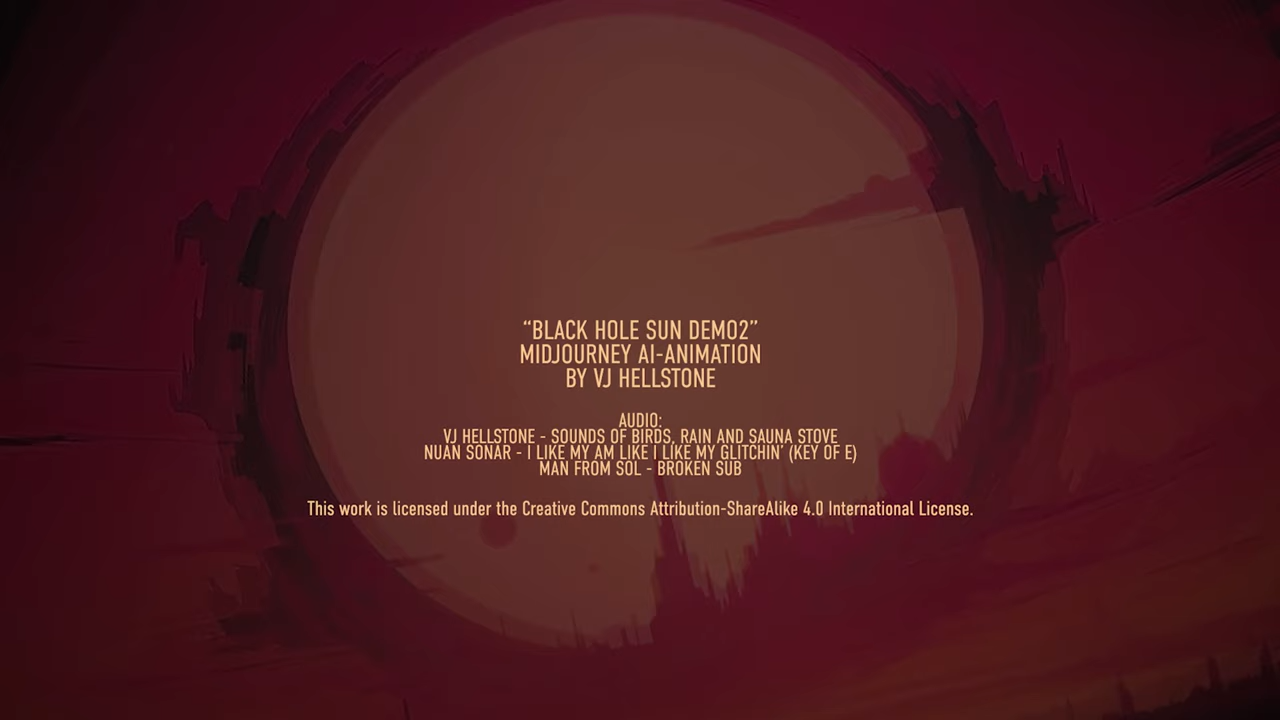 “BLACK HOLE SUN DEMO2”
MIDJOURNEY AI-ANIMATION
BY VJ HELLSTONE
AUDIO:
VJ HELLSTONE - SOUNDS OF BIRDS, RAIN AND SAUNA STOVE
NUAN SONAR - I LIKE MY AM LIKE I LIKE MY GLITCHIN’ (KEY OF E)
MAN FROM SOL - BROKEN SUB
This work is licensed under the Creative Commons Attribution-ShareAlike 4.0 International License.